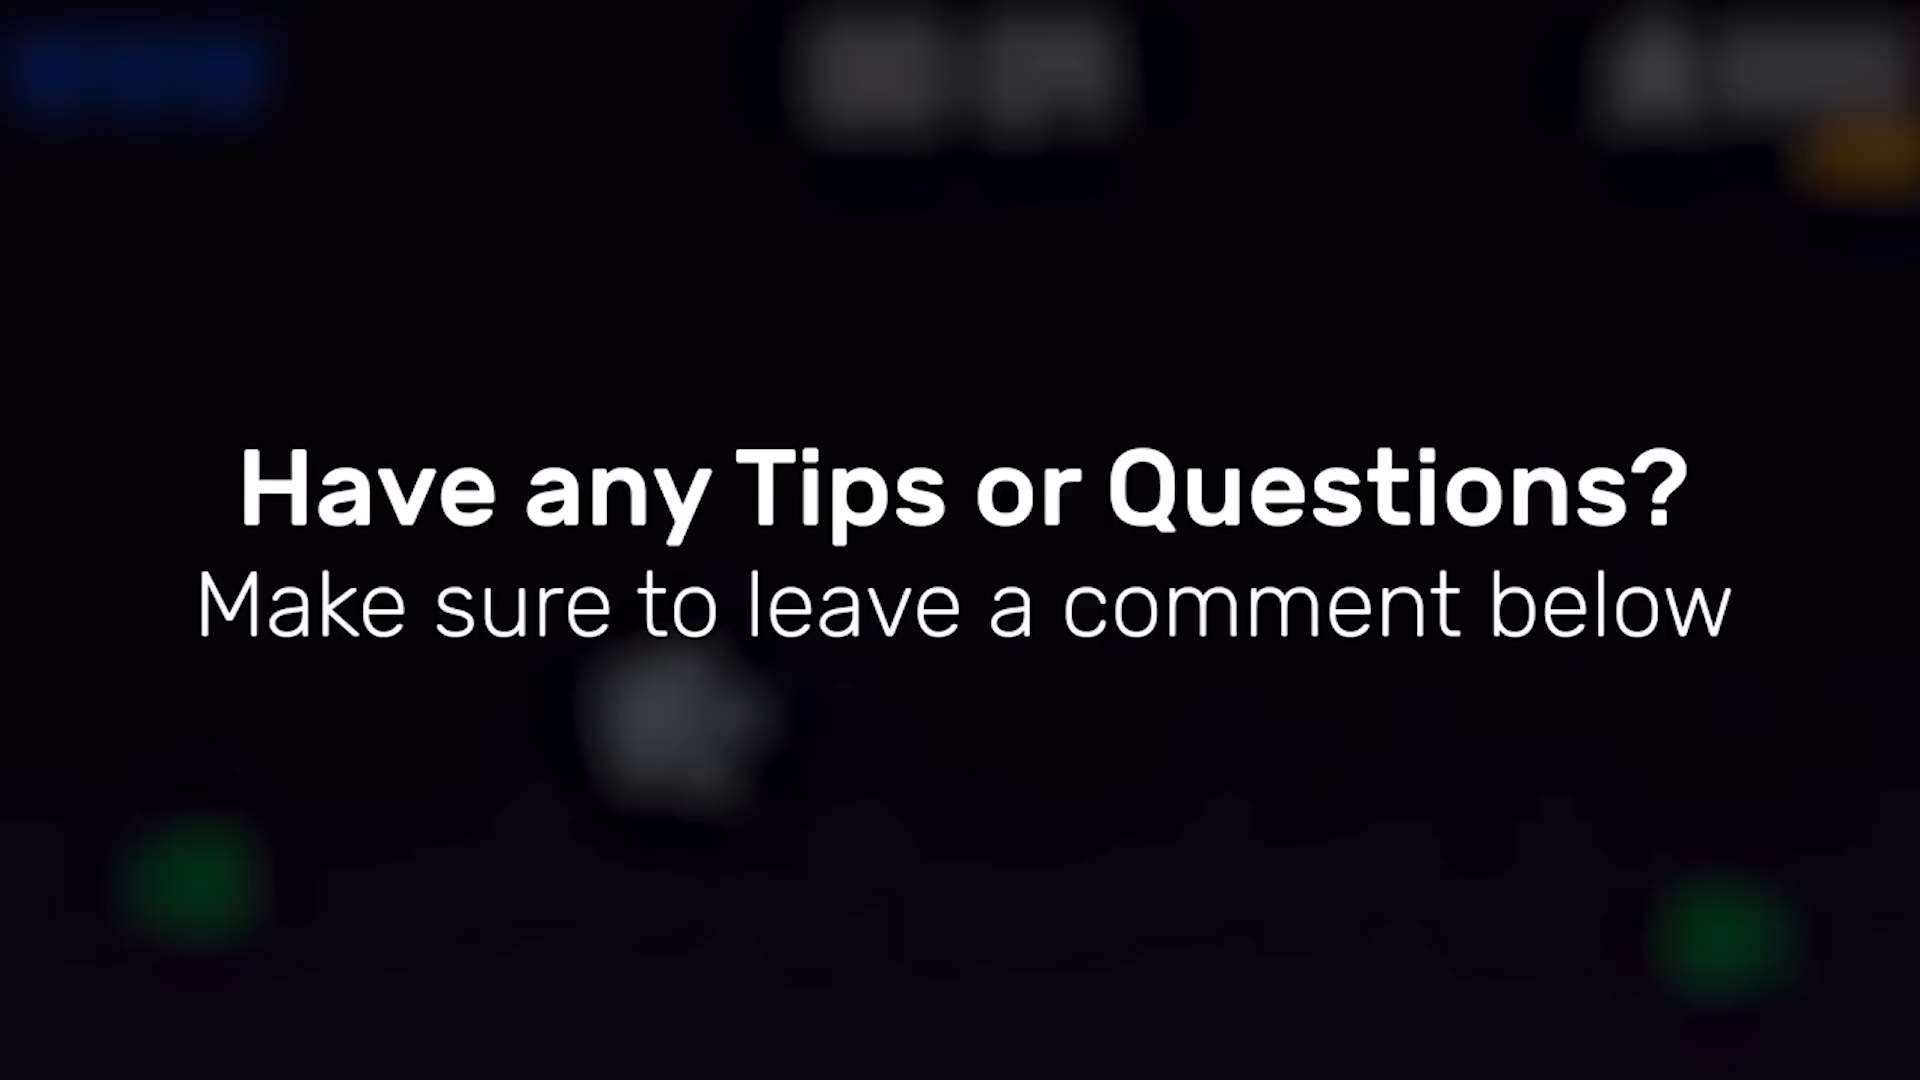 Have any Tips or Questions?
Make sure to leave a comment below